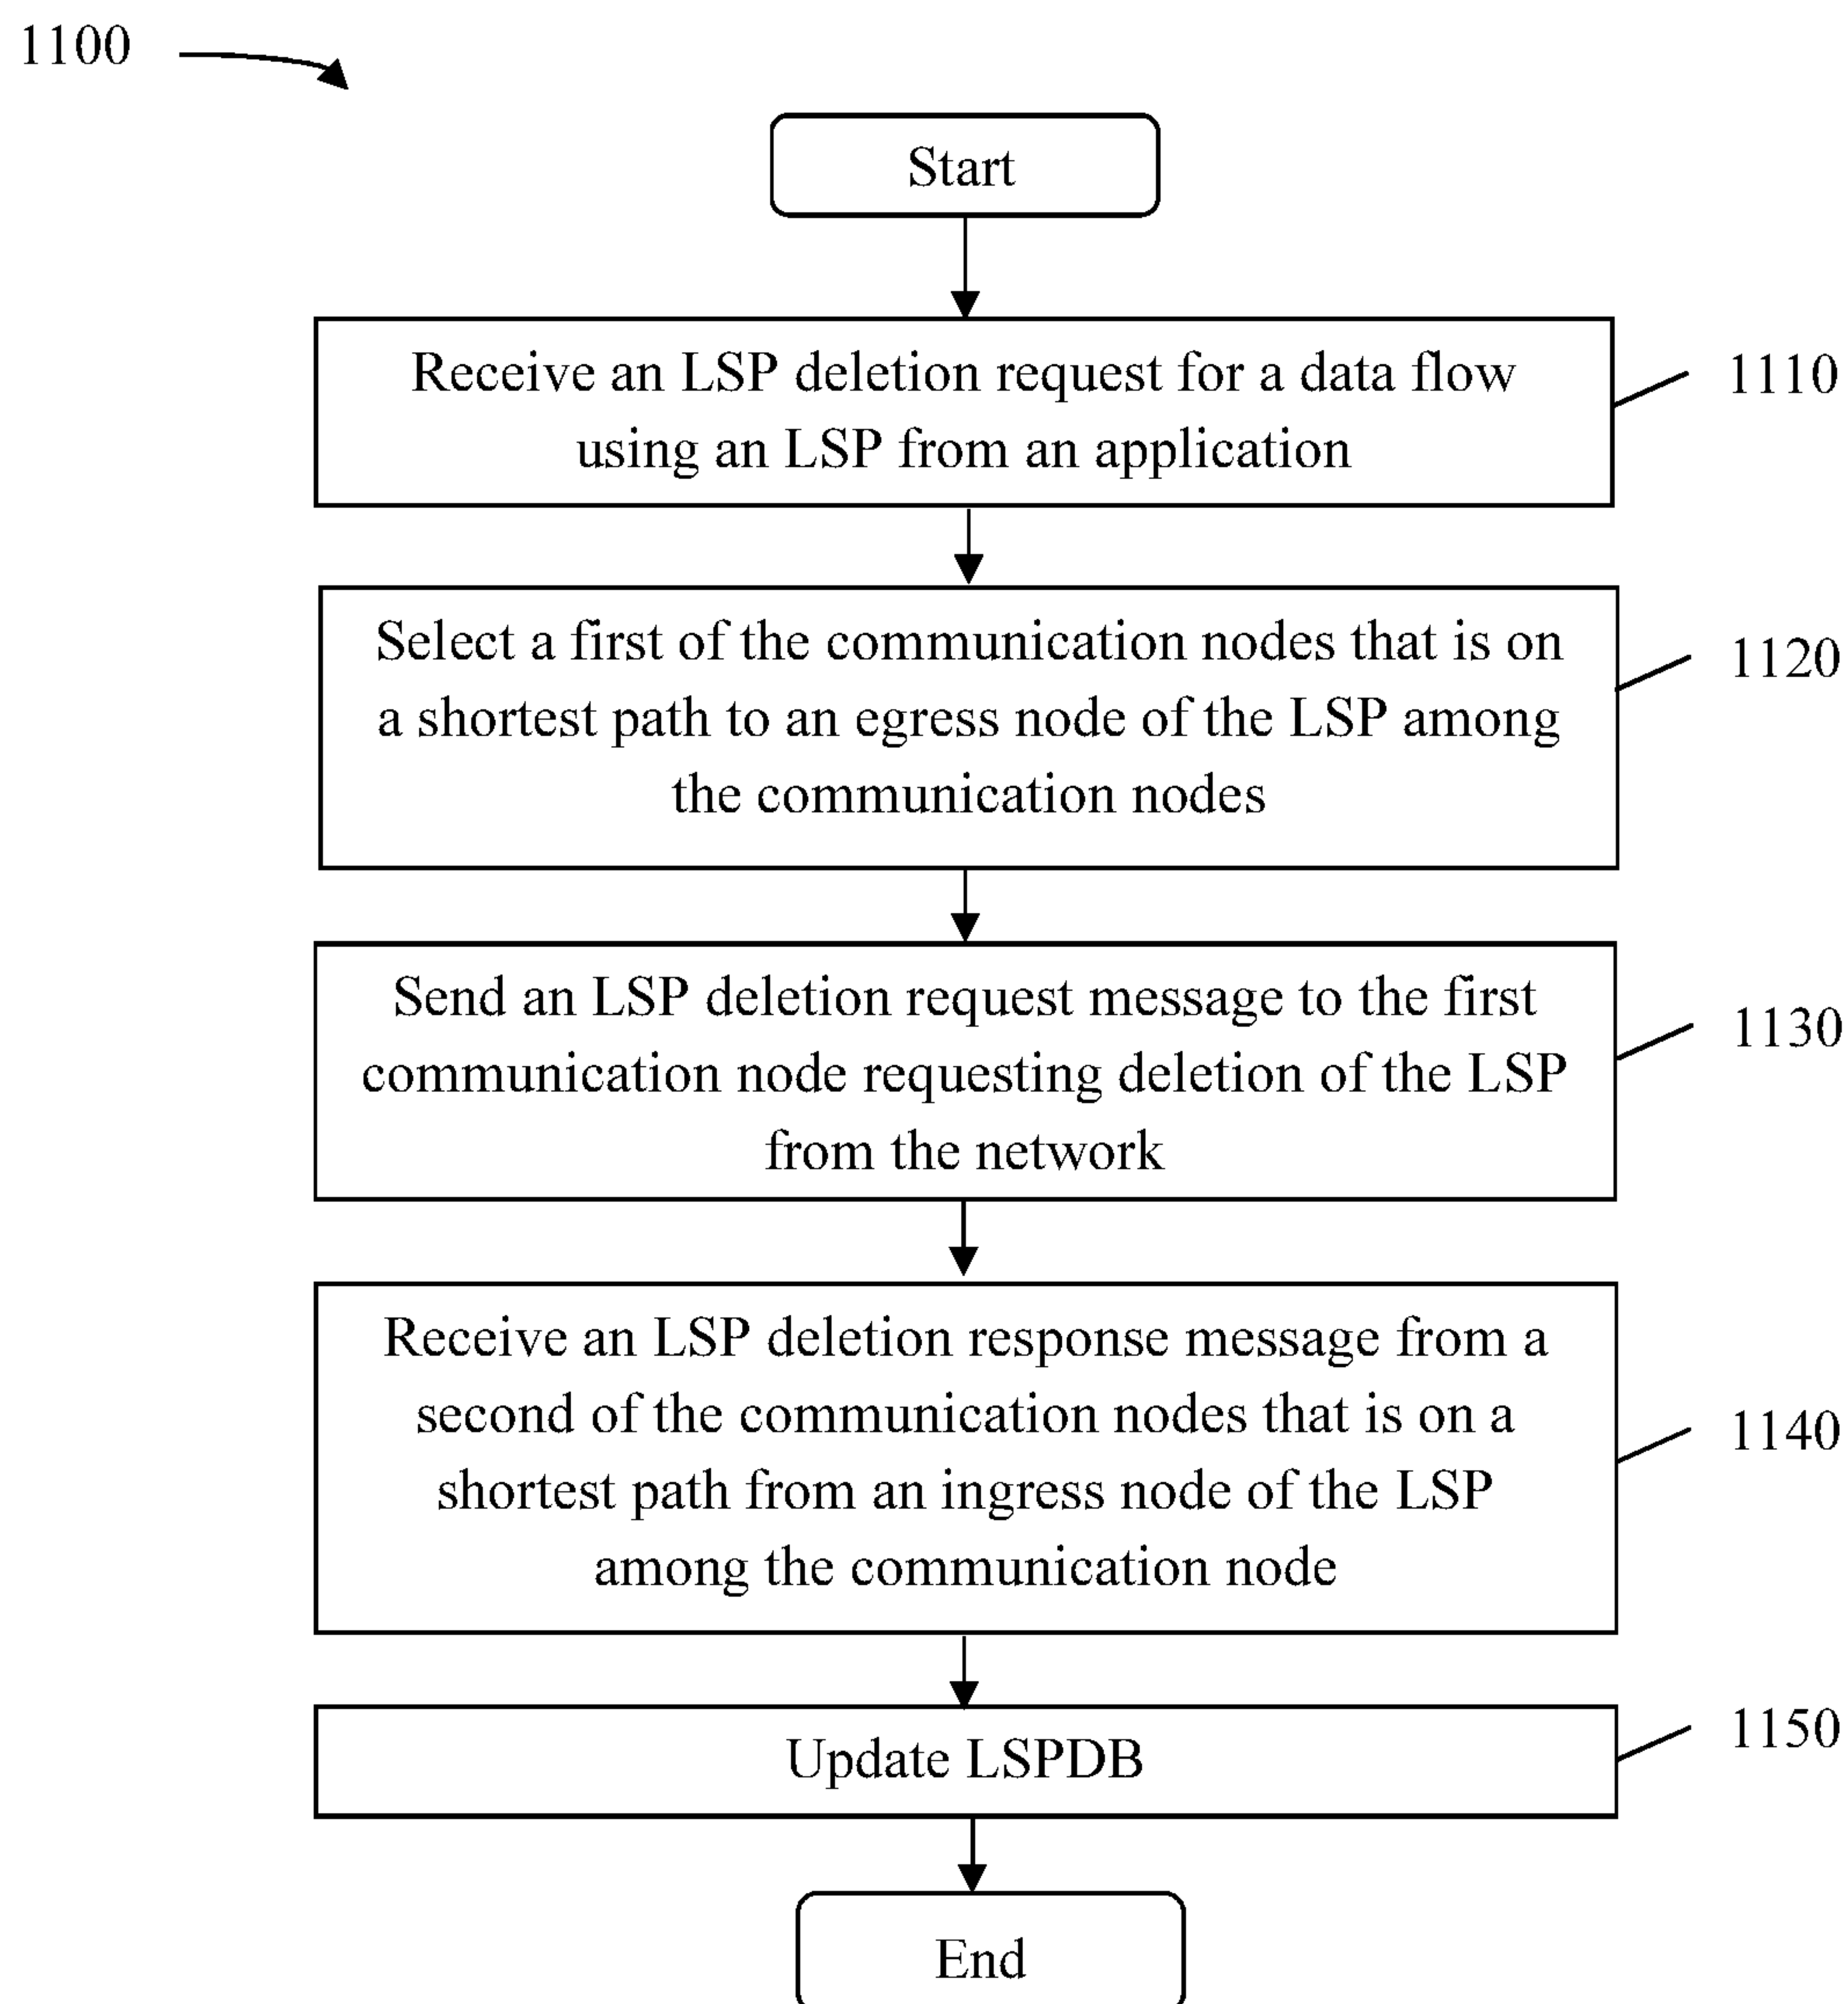 1100
Start
Receive an LSP deletion request for a data flow
using an LSP from an application
1110
Select a first of the communication nodes that is on
a shortest path to an egress node of the LSP among
the communication nodes
1120
Send an LSP deletion request message to the first
communication node requesting deletion of the LSP
from the network
1130
Receive an LSP deletion response message from a
second of the communication nodes that is on a
shortest path from an ingress node of the LSP
among the communication node
1140
Update LSPDB
1150
End